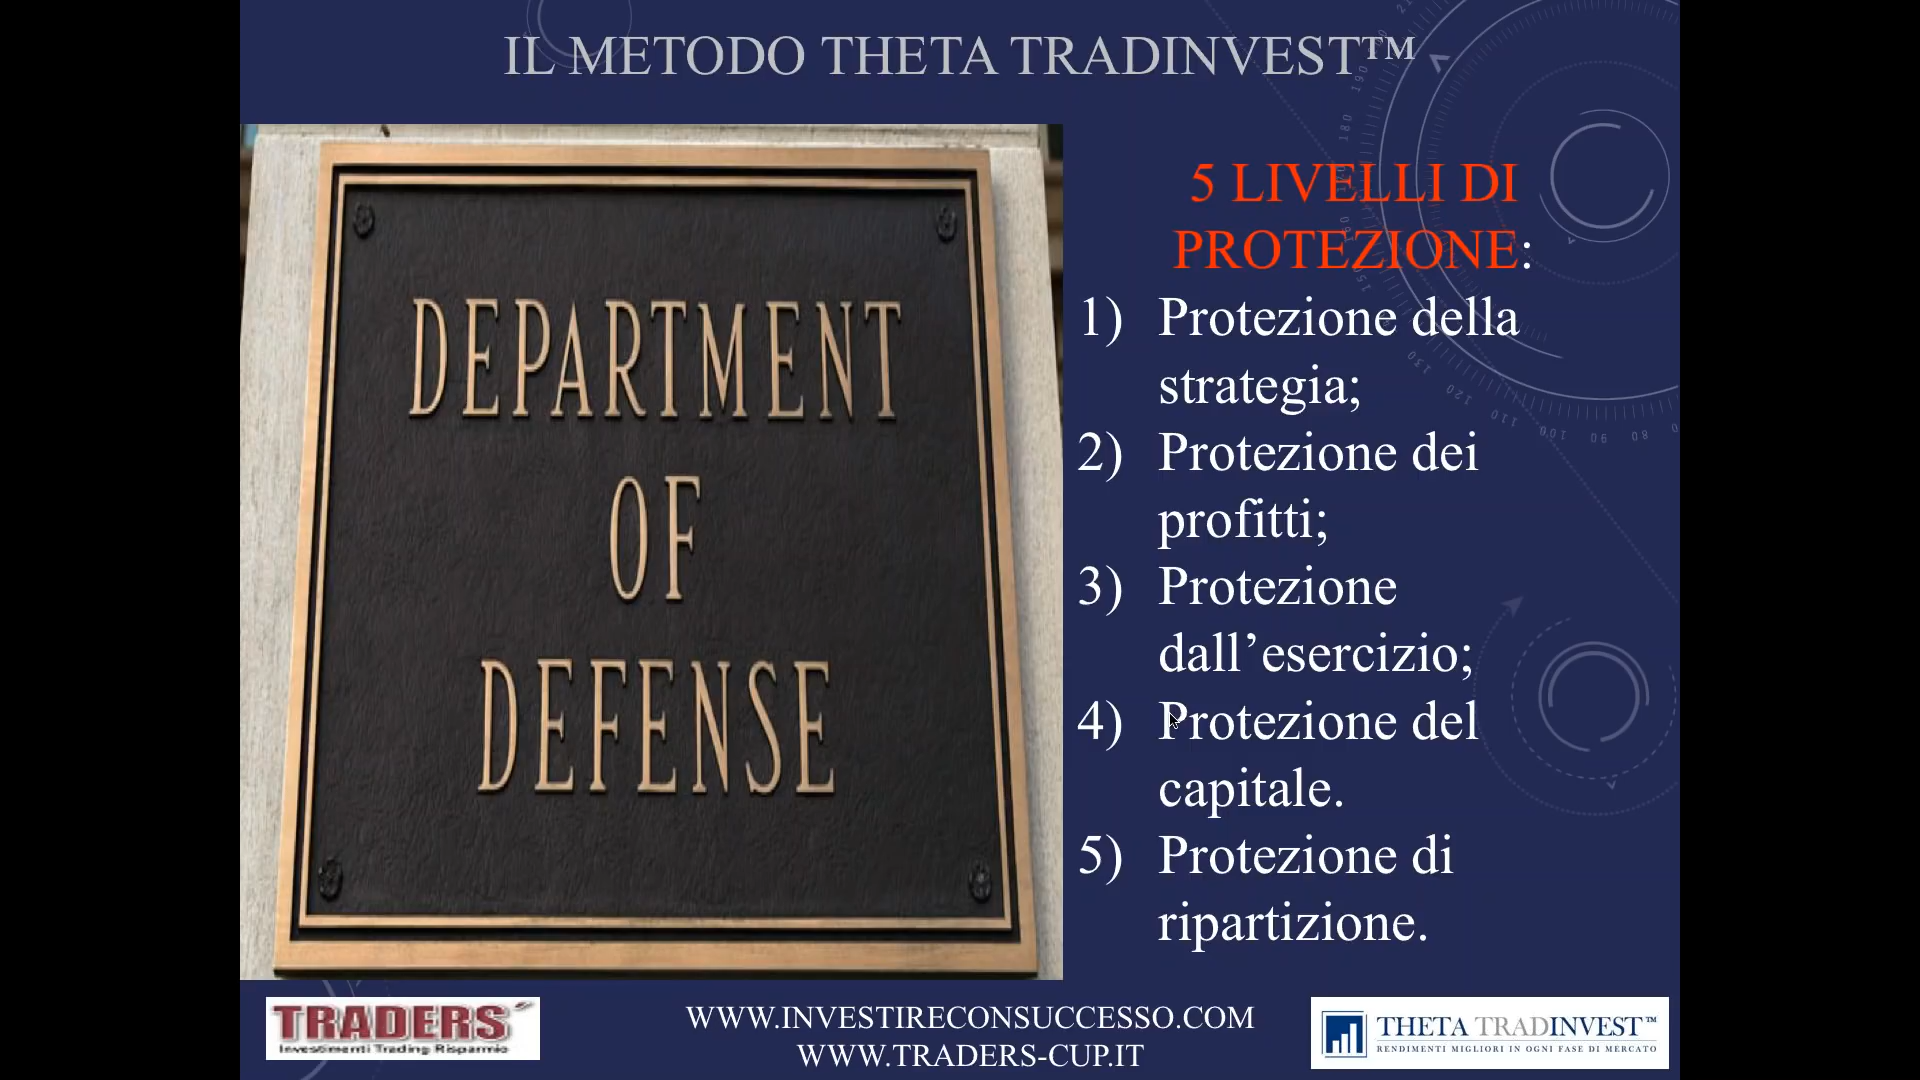 IL METODO THETA TRADINVEST™
DEPARTMENT
OF
DEFENSE
5 LIVELLI DI
PROTEZIONE:
1) Protezione della
strategia;
2) Protezione dei
profitti;
3) Protezione
dall’esercizio;
4) Protezione del
capitale.
5) Protezione di
ripartizione.
TRADERS´
Investimenti Trading Risparmio
WWW.INVESTIRECONSUCCESSO.COM
WWW.TRADERS-CUP.IT
THETA TRADINVEST™
RENDIMENTI MIGLIORI IN OGNI FASE DI MERCATO